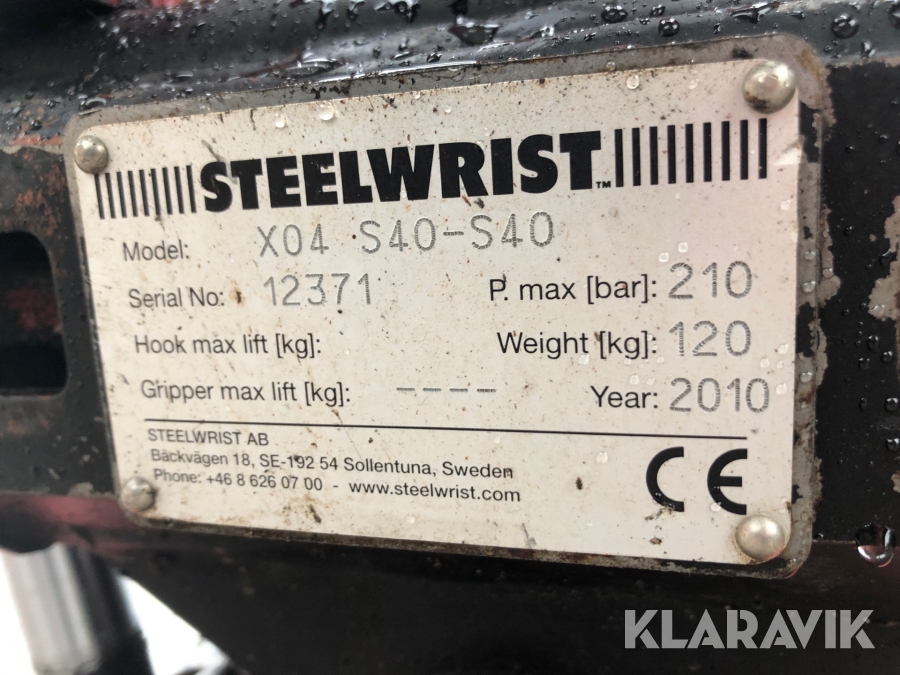 STEELWRIST™
Model: X04 S40-S40
Serial No: 12371 P. max [bar]: 210
Hook max lift [kg]: Weight [kg]: 120
Gripper max lift [kg]: ---- Year: 2010
STEELWRIST AB
Bäckvägen 18, SE-192 54 Sollentuna, Sweden
Phone: +46 8 626 07 00 - www.steelwrist.com
CE
KLARAVIK